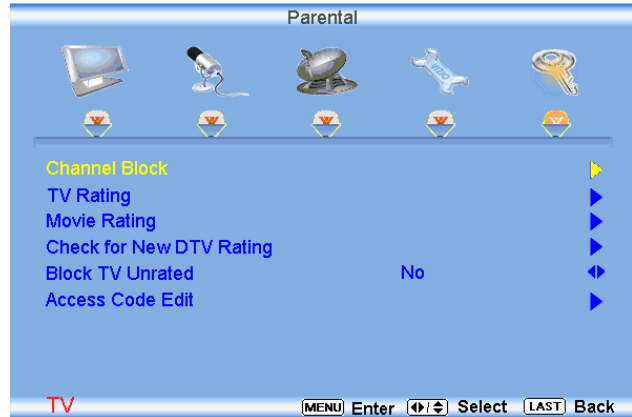 Parental
VIZIO
V V V V V
Channel Block
TV Rating
Movie Rating
Check for New DTV Rating
Block TV Unrated No
Access Code Edit
TV MENU Enter Select LAST Back